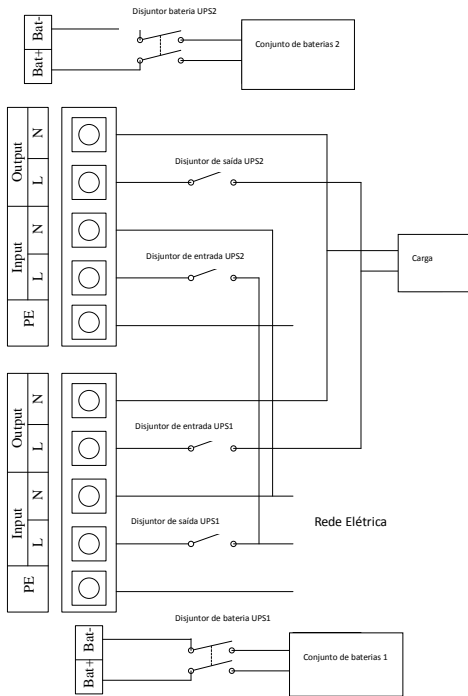 Disjuntor bateria UPS2
Bat-
Bat+
Conjunto de baterias 2
Output
N
L
Disjuntor de saída UPS2
Input
N
L
Disjuntor de entrada UPS2
Carga
PE
Output
N
L
Disjuntor de entrada UPS1
Input
N
L
Disjuntor de saída UPS1
Rede Elétrica
PE
Disjuntor de bateria UPS1
Bat-
Bat+
Conjunto de baterias 1